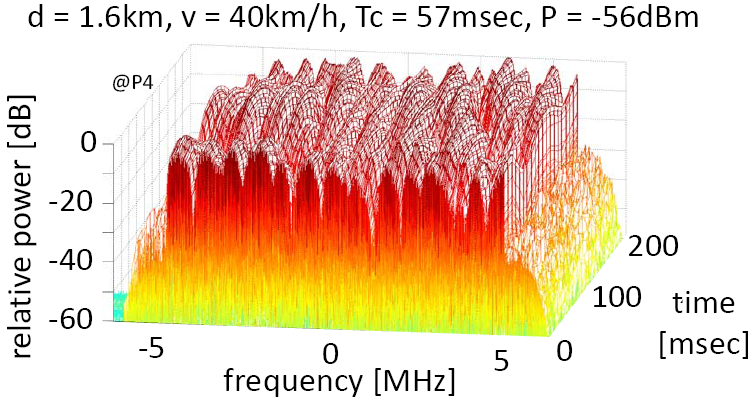 d = 1.6km, v = 40km/h, Tc = 57msec, P = -56dBm
@P4
relative power [dB]
0
-20
-40
-60
-5
0
5
frequency [MHz]
0
100
200
time
[msec]